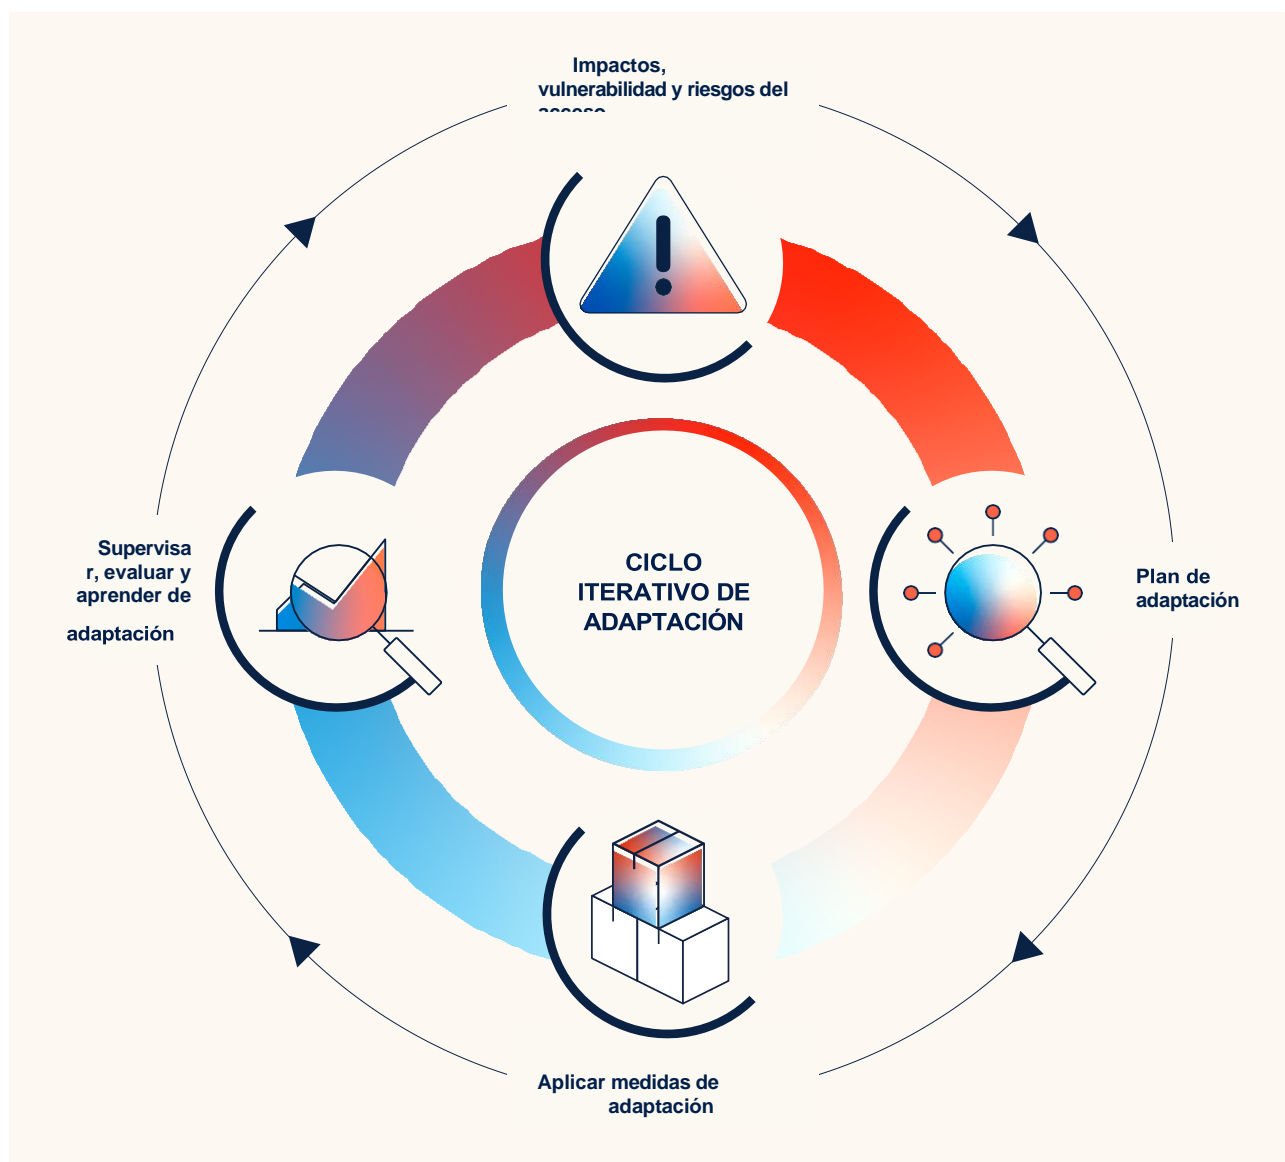 Impactos,
vulnerabilidad y riesgos del
acceso
Supervisa
r, evaluar y
aprender de
adaptación
CICLO
ITERATIVO DE
ADAPTACIÓN
Plan de
adaptación
Aplicar medidas de
adaptación